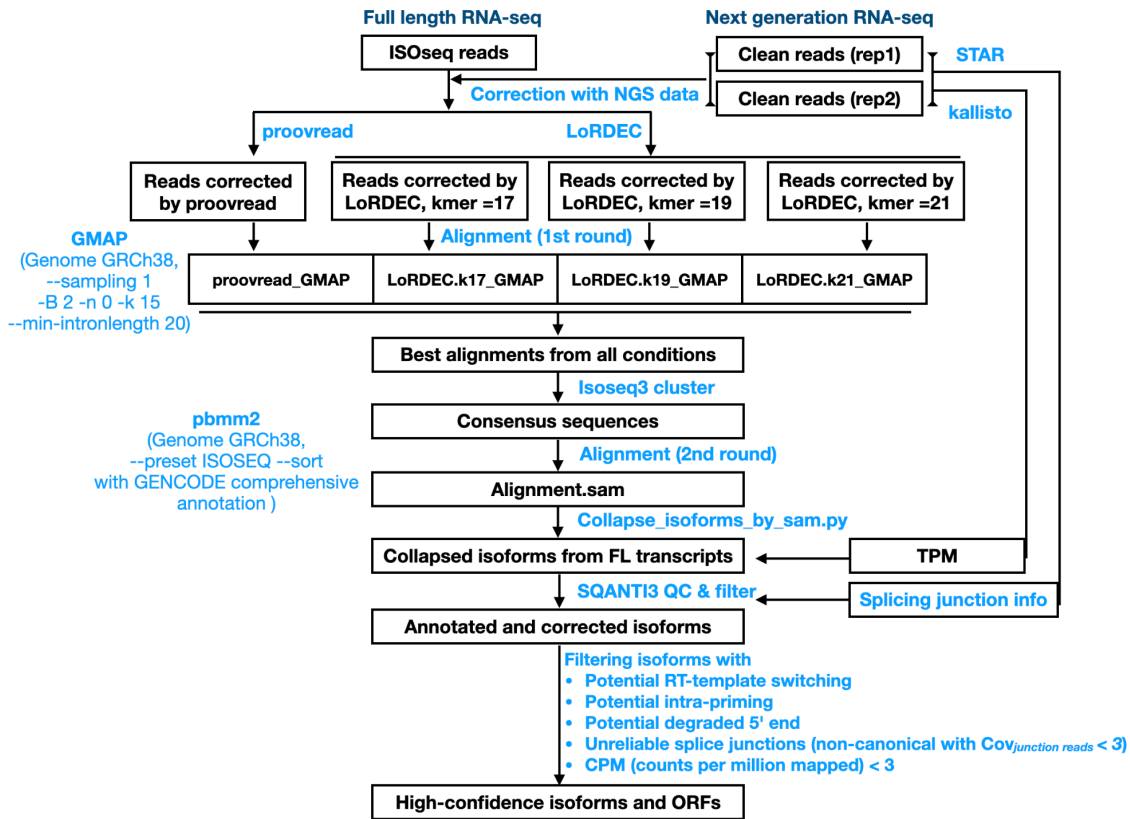 Full length RNA-seq
Next generation RNA-seq
ISOseq reads
Clean reads (rep1)
STAR
Correction with NGS data
Clean reads (rep2)
kallisto
proovread
LoRDEC
Reads corrected
by proovread
Reads corrected by
LoRDEC, kmer =17
Reads corrected by
LoRDEC, kmer =19
Reads corrected by
LoRDEC, kmer =21
GMAP
(Genome GRCh38,
--sampling 1
-B 2 -n 0 -k 15
--min-intronlength 20)
Alignment (1st round)
proovread_GMAP
LoRDEC.k17_GMAP
LoRDEC.k19_GMAP
LoRDEC.k21_GMAP
Best alignments from all conditions
Isoseq3 cluster
Consensus sequences
pbmm2
(Genome GRCh38,
--preset ISOSEQ --sort
with GENCODE comprehensive
annotation )
Alignment (2nd round)
Alignment.sam
Collapse_isoforms_by_sam.py
Collapsed isoforms from FL transcripts
TPM
SQANTI3 QC & filter
Splicing junction info
Annotated and corrected isoforms
Filtering isoforms with
• Potential RT-template switching
• Potential intra-priming
• Potential degraded 5' end
• Unreliable splice junctions (non-canonical with Covjunction reads < 3)
• CPM (counts per million mapped) < 3
High-confidence isoforms and ORFs